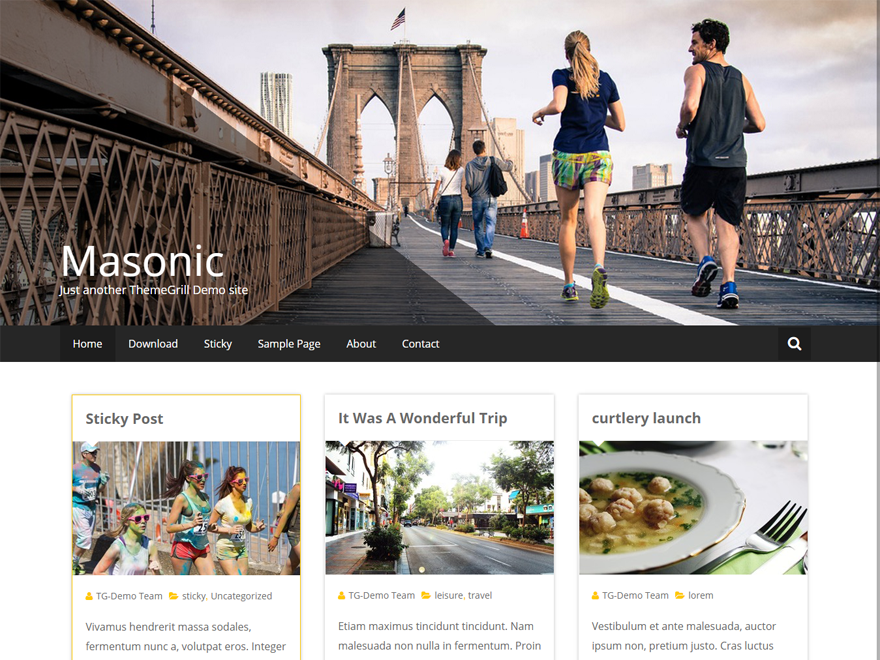 Masonic
Just another ThemeGrill Demo site
Home
Download
Sticky
Sample Page
About
Contact
Sticky Post
TG-Demo Team
sticky, Uncategorized
Vivamus hendrerit massa sodales,
fermentum nunc a, volutpat eros. Integer
It Was A Wonderful Trip
TG-Demo Team
leisure, travel
Etiam maximus tincidunt tincidunt. Nam
malesuada non nulla in fermentum. Proin
curtlery launch
TG-Demo Team
lorem
Vestibulum et ante malesuada, auctor
ipsum non, pretium justo. Cras luctus